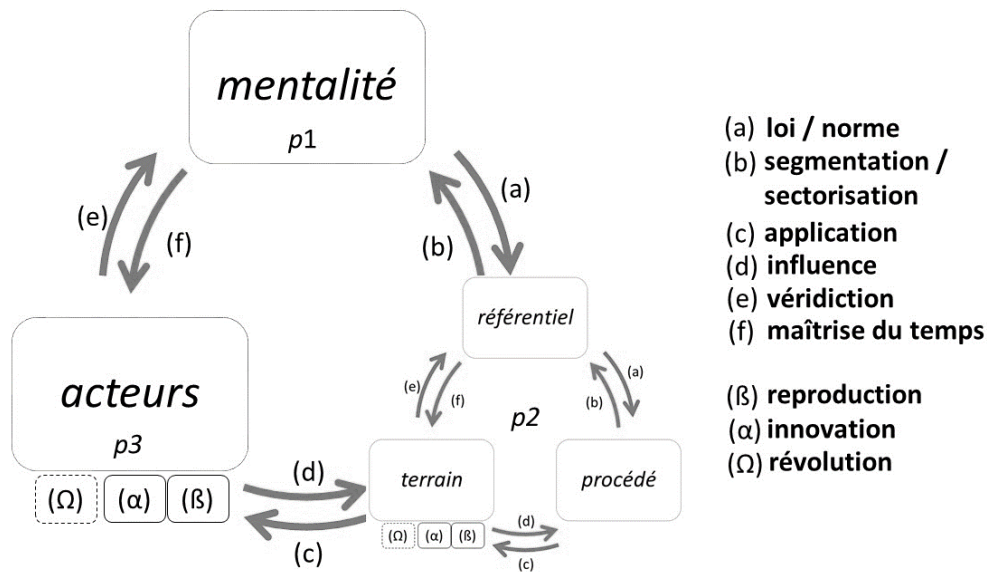 mentalité
p1
(a) loi / norme
(b) segmentation /
sectorisation
(c) application
(d) influence
(e) véridiction
(f) maîtrise du temps
(ß) reproduction
(α) innovation
(Ω) révolution
(e)
(f)
(a)
(b)
référentiel
acteurs
p3
(e)
(f)
(a)
(b)
p2
terrain
procédé
(Ω) (α) (ß)
(d)
(c)
(Ω) (α) (ß)
(d)
(c)